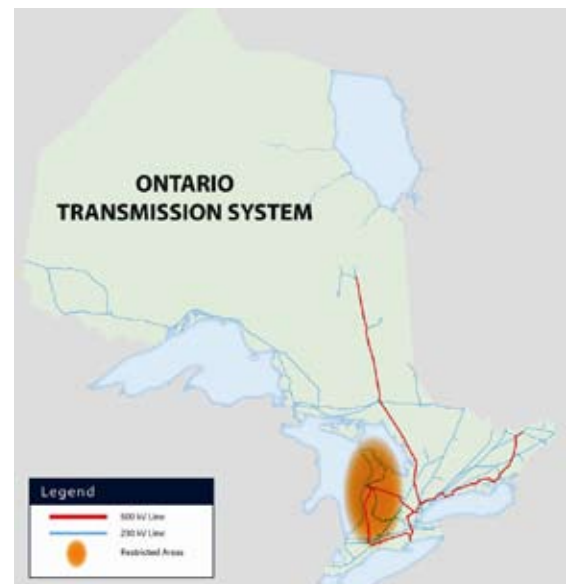 ONTARIO
TRANSMISSION SYSTEM
Legend
500 kV Line
230 kV Line
Restricted Areas